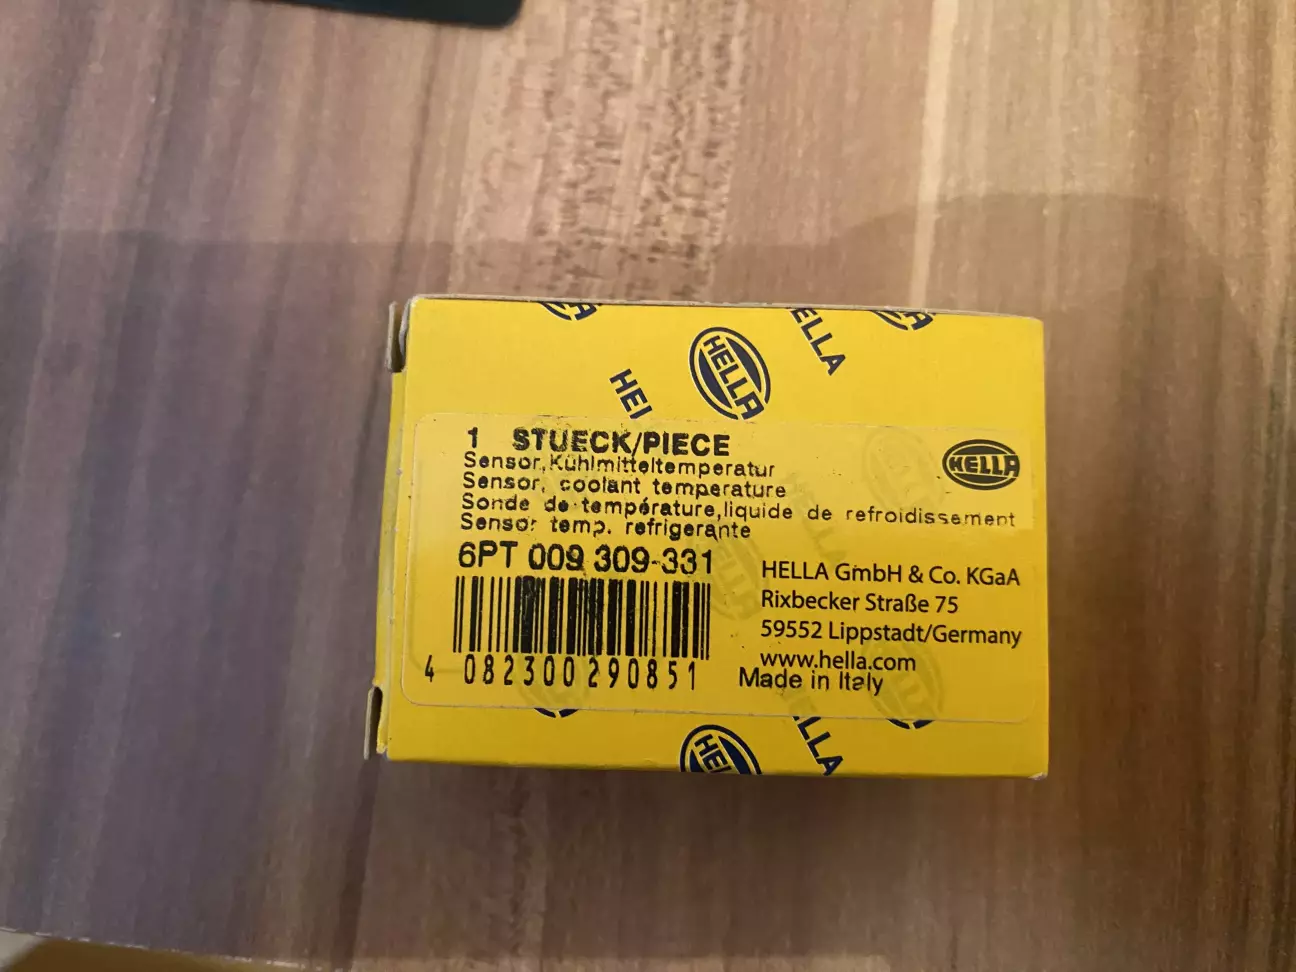 HELLA
HELLA
HEI
1 STUECK/PIECE
Sensor,Kühlmitteltemperatur
Sensor, coolant temperature
Sonde de température,liquide de refroidissement
Sensor temp. refrigerante
HELLA
6PT 009 309-331
4 082300 290851
HELLA GmbH & Co. KGaA
Rixbecker Straße 75
59552 Lippstadt/Germany
www.hella.com
Made in Italy
HEL
HELLA